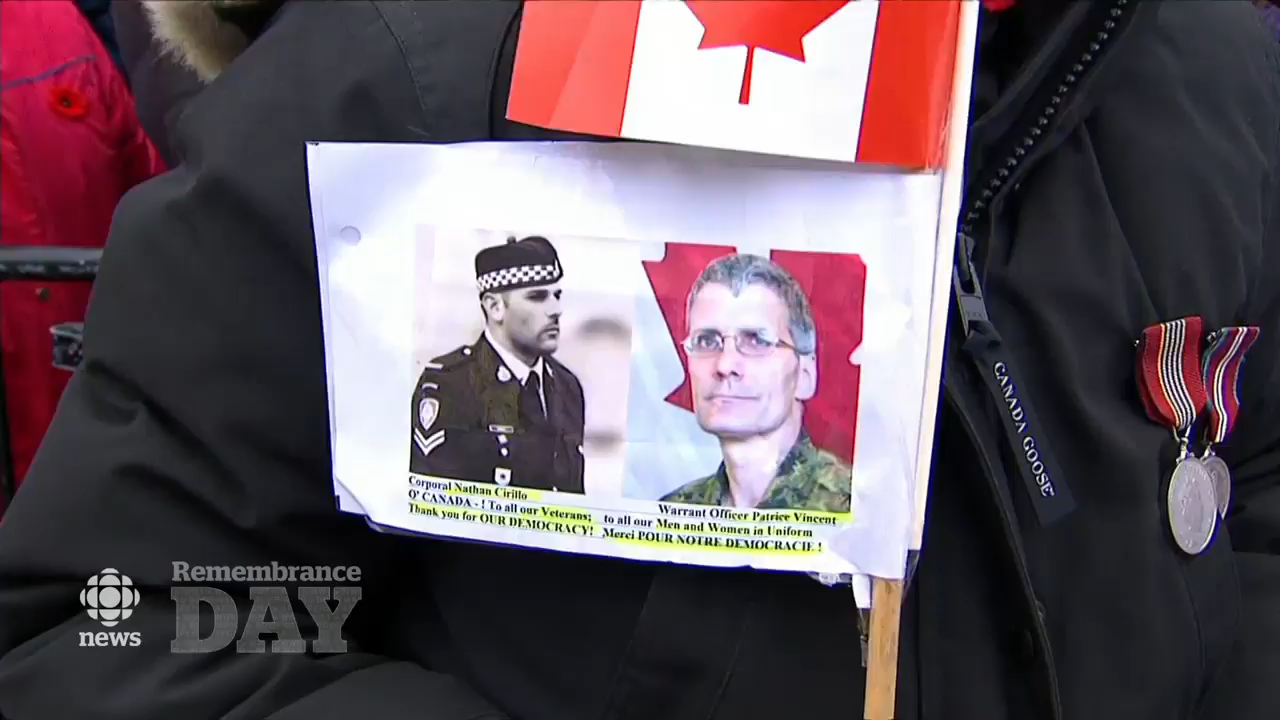 Corporal Nathan Cirillo
Warrant Officer Patrice Vincent
O' CANADA - ! To all our Veterans; to all our Men and Women in Uniform
Thank you for OUR DEMOCRACY! Merci POUR NOTRE DEMOCRACIE !
CANADA GOOSE
news
Remembrance
DAY